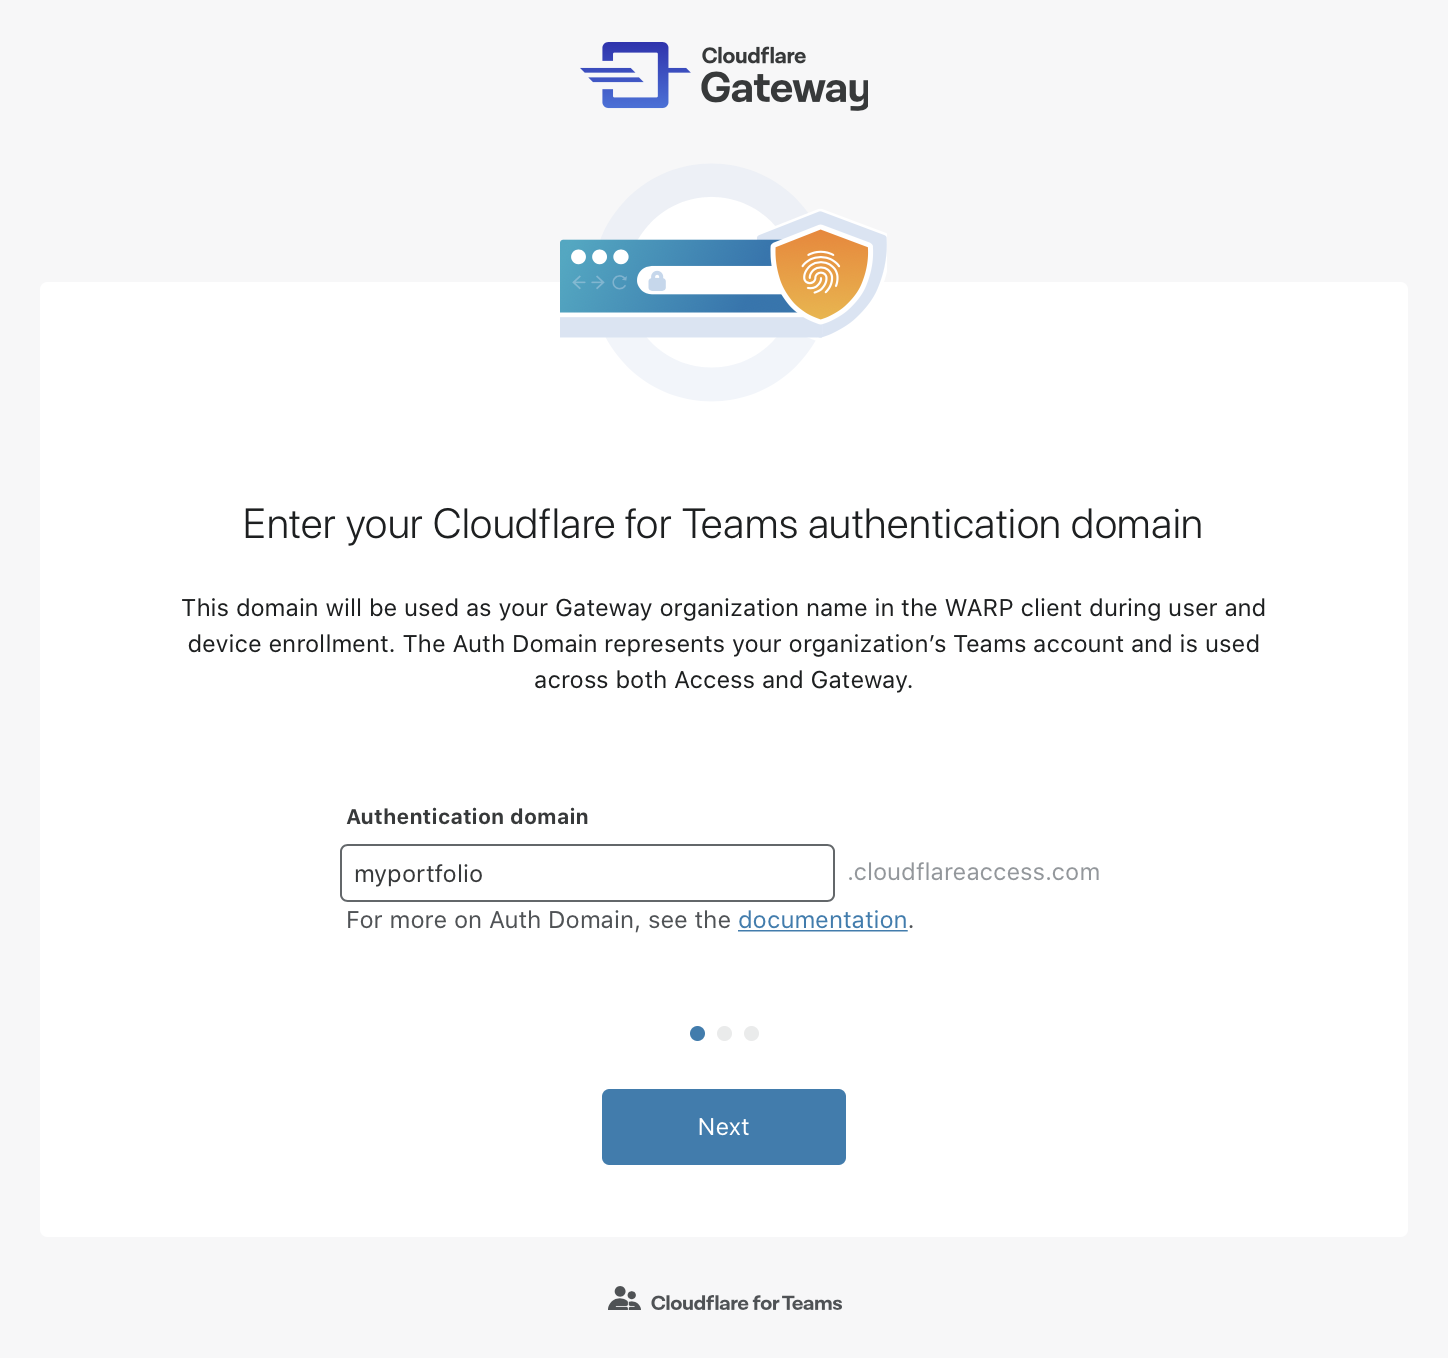 Cloudflare
Gateway
Enter your Cloudflare for Teams authentication domain
This domain will be used as your Gateway organization name in the WARP client during user and
device enrollment. The Auth Domain represents your organization’s Teams account and is used
across both Access and Gateway.
Authentication domain
myportfolio .cloudflareaccess.com
For more on Auth Domain, see the documentation.
Next
Cloudflare for Teams